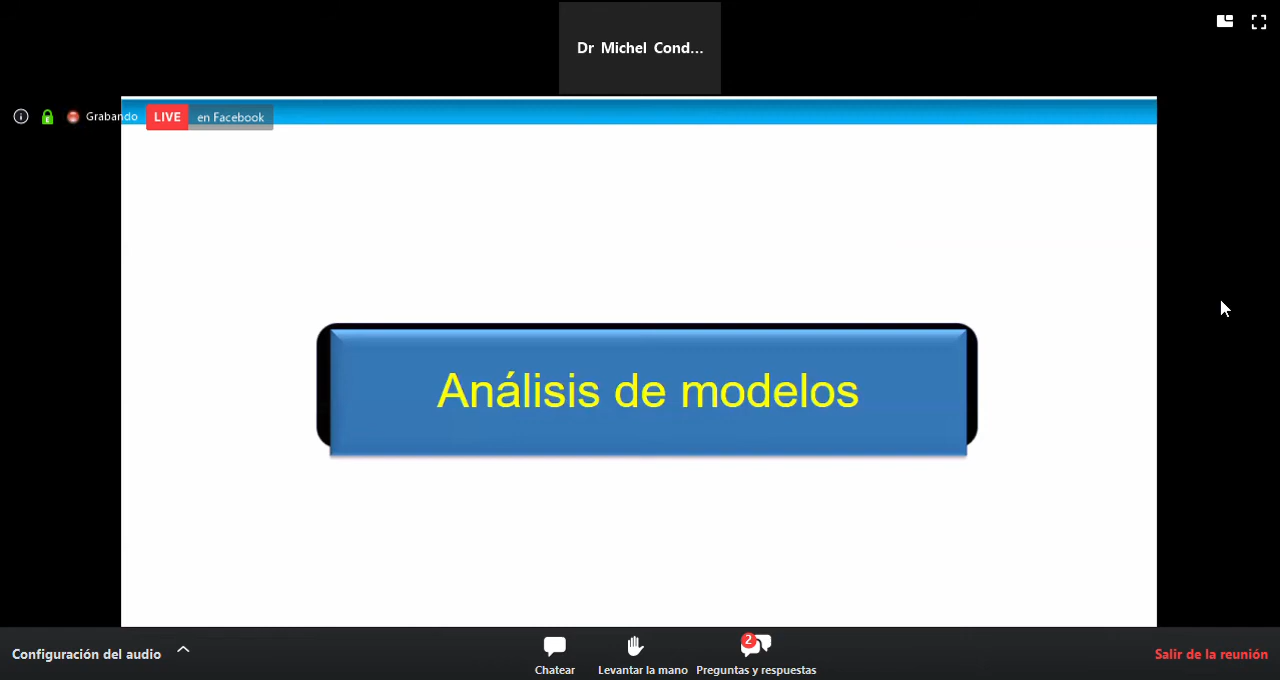 Dr Michel Cond...
Grabando
LIVE en Facebook
Análisis de modelos
Configuración del audio
Chatear
Levantar la mano
2
Preguntas y respuestas
Salir de la reunión